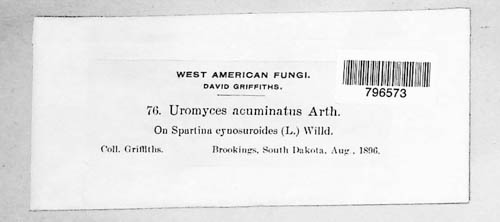 WEST AMERICAN FUNGI.
DAVID GRIFFITHS.
796573
76. Uromyces acuminatus Arth.
On Spartina cynosuroides (L.) Willd.
Coll. Griffiths. Brookings, South Dakota, Aug., 1896.